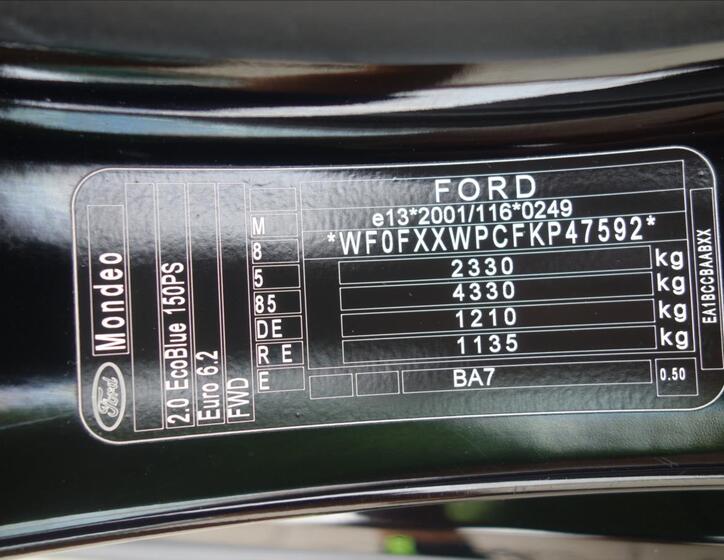 FORD
e13*2001/116*0249
*WF0FXXWPCFKP47592*
2330 kg
4330 kg
1210 kg
1135 kg
BA7
0.50
M
8
5
85
DE
R E
E
Mondeo
2.0 EcoBlue 150PS
Euro 6.2
FWD
Ford
EA1BCCBAABXX